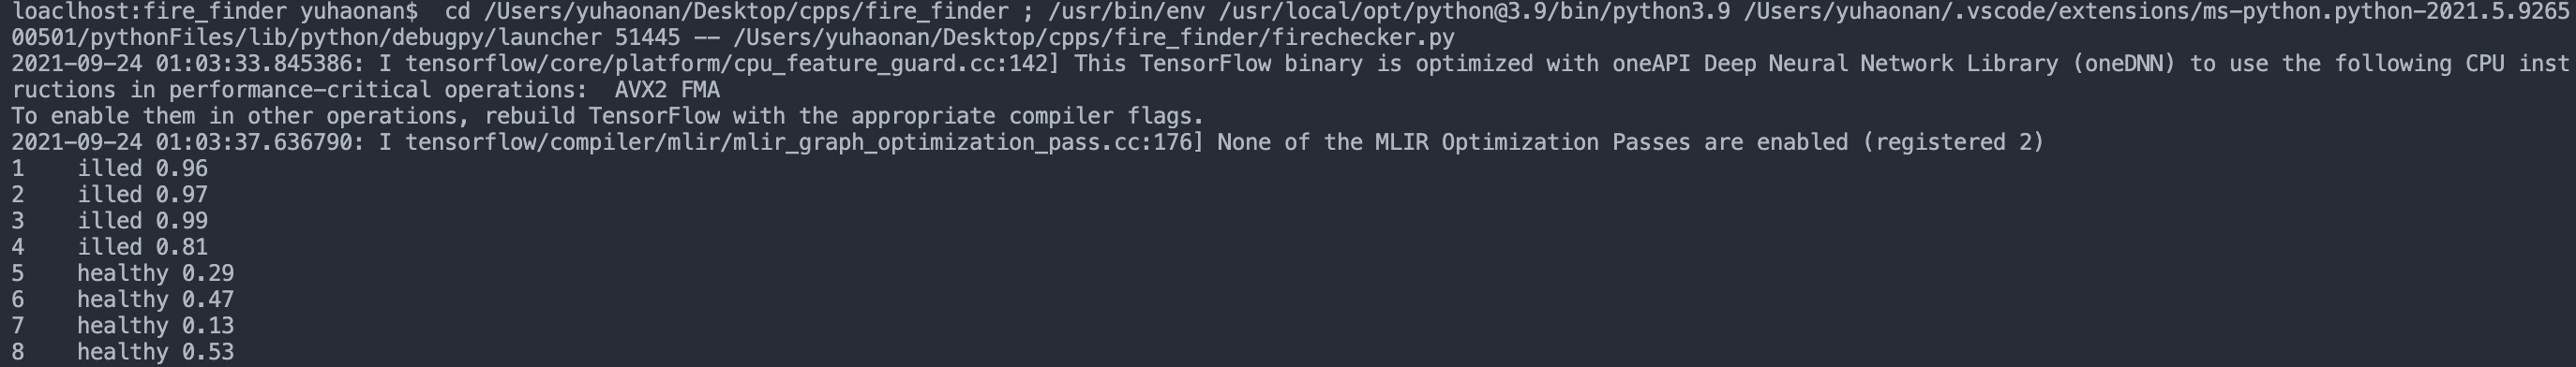 loaclhost:fire_finder yuhaonan$  cd /Users/yuhaonan/Desktop/cpps/fire_finder ; /usr/bin/env /usr/local/opt/python@3.9/bin/python3.9 /Users/yuhaonan/.vscode/extensions/ms-python.python-2021.5.9265
00501/pythonFiles/lib/python/debugpy/launcher 51445 -- /Users/yuhaonan/Desktop/cpps/fire_finder/firechecker.py
2021-09-24 01:03:33.845386: I tensorflow/core/platform/cpu_feature_guard.cc:142] This TensorFlow binary is optimized with oneAPI Deep Neural Network Library (oneDNN) to use the following CPU inst
ructions in performance-critical operations:  AVX2 FMA
To enable them in other operations, rebuild TensorFlow with the appropriate compiler flags.
2021-09-24 01:03:37.636790: I tensorflow/compiler/mlir/mlir_graph_optimization_pass.cc:176] None of the MLIR Optimization Passes are enabled (registered 2)
1    illed 0.96
2    illed 0.97
3    illed 0.99
4    illed 0.81
5    healthy 0.29
6    healthy 0.47
7    healthy 0.13
8    healthy 0.53